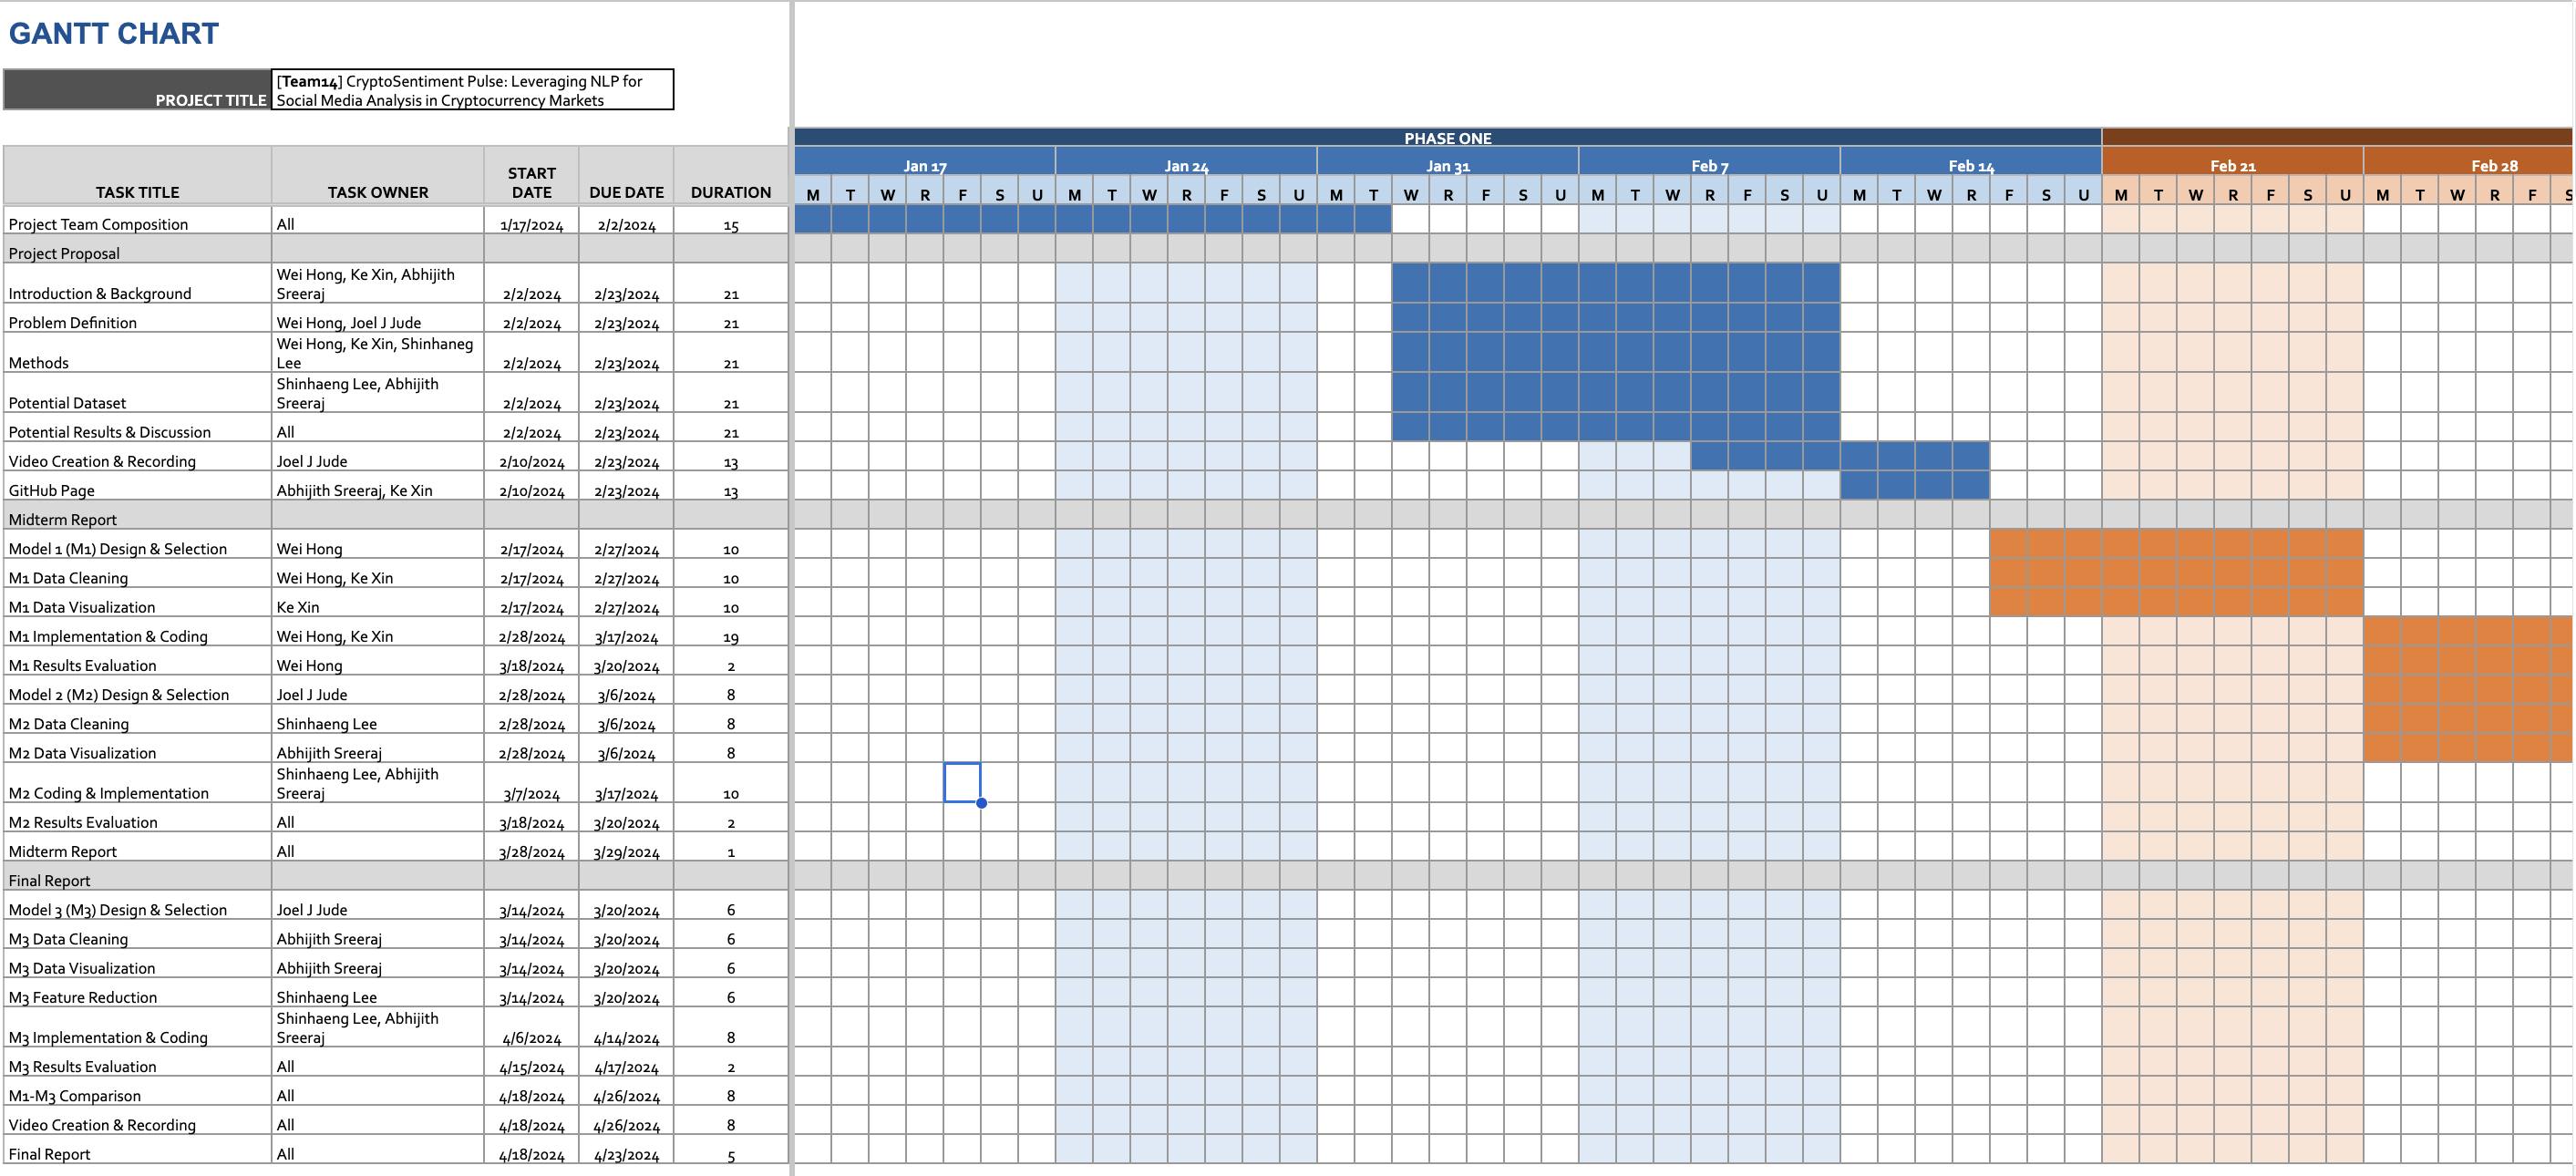 GANTT CHART
PROJECT TITLE
[Team14] CryptoSentiment Pulse: Leveraging NLP for
Social Media Analysis in Cryptocurrency Markets
PHASE ONE
Jan 17 Jan 24 Jan 31 Feb 7 Feb 14 Feb 21 Feb 28
TASK TITLE TASK OWNER START DATE DUE DATE DURATION
M T W R F S U M T W R F S U M T W R F S U M T W R F S U M T W R F S U M T W R F S U M T W R F S
Project Team Composition All 1/17/2024 2/2/2024 15
Project Proposal
Introduction & Background Wei Hong, Ke Xin, Abhijith Sreeraj 2/2/2024 2/23/2024 21
Problem Definition Wei Hong, Joel J Jude 2/2/2024 2/23/2024 21
Methods Wei Hong, Ke Xin, Shinhaneg Lee 2/2/2024 2/23/2024 21
Potential Dataset Shinhaeng Lee, Abhijith Sreeraj 2/2/2024 2/23/2024 21
Potential Results & Discussion All 2/2/2024 2/23/2024 21
Video Creation & Recording Joel J Jude 2/10/2024 2/23/2024 13
GitHub Page Abhijith Sreeraj, Ke Xin 2/10/2024 2/23/2024 13
Midterm Report
Model 1 (M1) Design & Selection Wei Hong 2/17/2024 2/27/2024 10
M1 Data Cleaning Wei Hong, Ke Xin 2/17/2024 2/27/2024 10
M1 Data Visualization Ke Xin 2/17/2024 2/27/2024 10
M1 Implementation & Coding Wei Hong, Ke Xin 2/28/2024 3/17/2024 19
M1 Results Evaluation Wei Hong 3/18/2024 3/20/2024 2
Model 2 (M2) Design & Selection Joel J Jude 2/28/2024 3/6/2024 8
M2 Data Cleaning Shinhaeng Lee 2/28/2024 3/6/2024 8
M2 Data Visualization Abhijith Sreeraj 2/28/2024 3/6/2024 8
M2 Coding & Implementation Shinhaeng Lee, Abhijith Sreeraj 3/7/2024 3/17/2024 10
M2 Results Evaluation All 3/18/2024 3/20/2024 2
Midterm Report All 3/28/2024 3/29/2024 1
Final Report
Model 3 (M3) Design & Selection Joel J Jude 3/14/2024 3/20/2024 6
M3 Data Cleaning Abhijith Sreeraj 3/14/2024 3/20/2024 6
M3 Data Visualization Abhijith Sreeraj 3/14/2024 3/20/2024 6
M3 Feature Reduction Shinhaeng Lee 3/14/2024 3/20/2024 6
M3 Implementation & Coding Shinhaeng Lee, Abhijith Sreeraj 4/6/2024 4/14/2024 8
M3 Results Evaluation All 4/15/2024 4/17/2024 2
M1-M3 Comparison All 4/18/2024 4/26/2024 8
Video Creation & Recording All 4/18/2024 4/26/2024 8
Final Report All 4/18/2024 4/23/2024 5